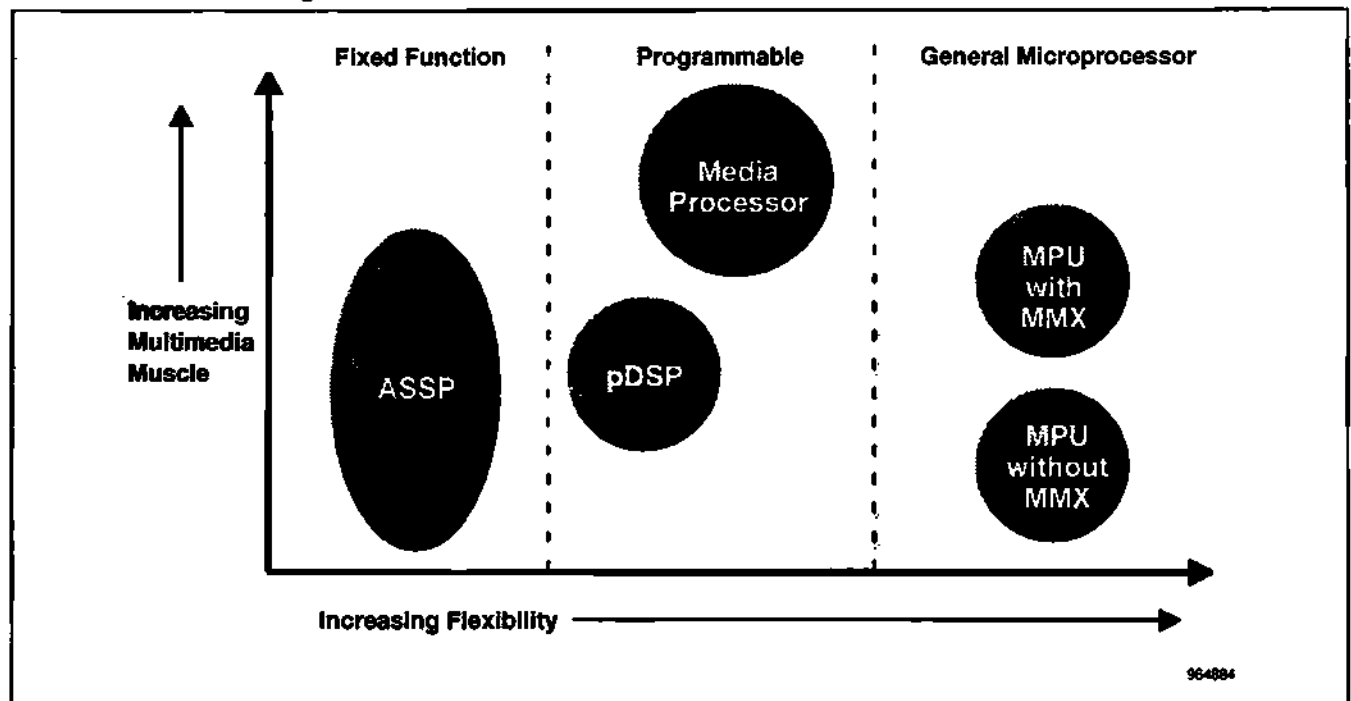 Fixed Function
Programmable
General Microprocessor
Media
Processor
MPU
with
MMX
Increasing
Multimedia
Muscle
ASSP
pDSP
MPU
without
MMX
Increasing Flexibility
964884